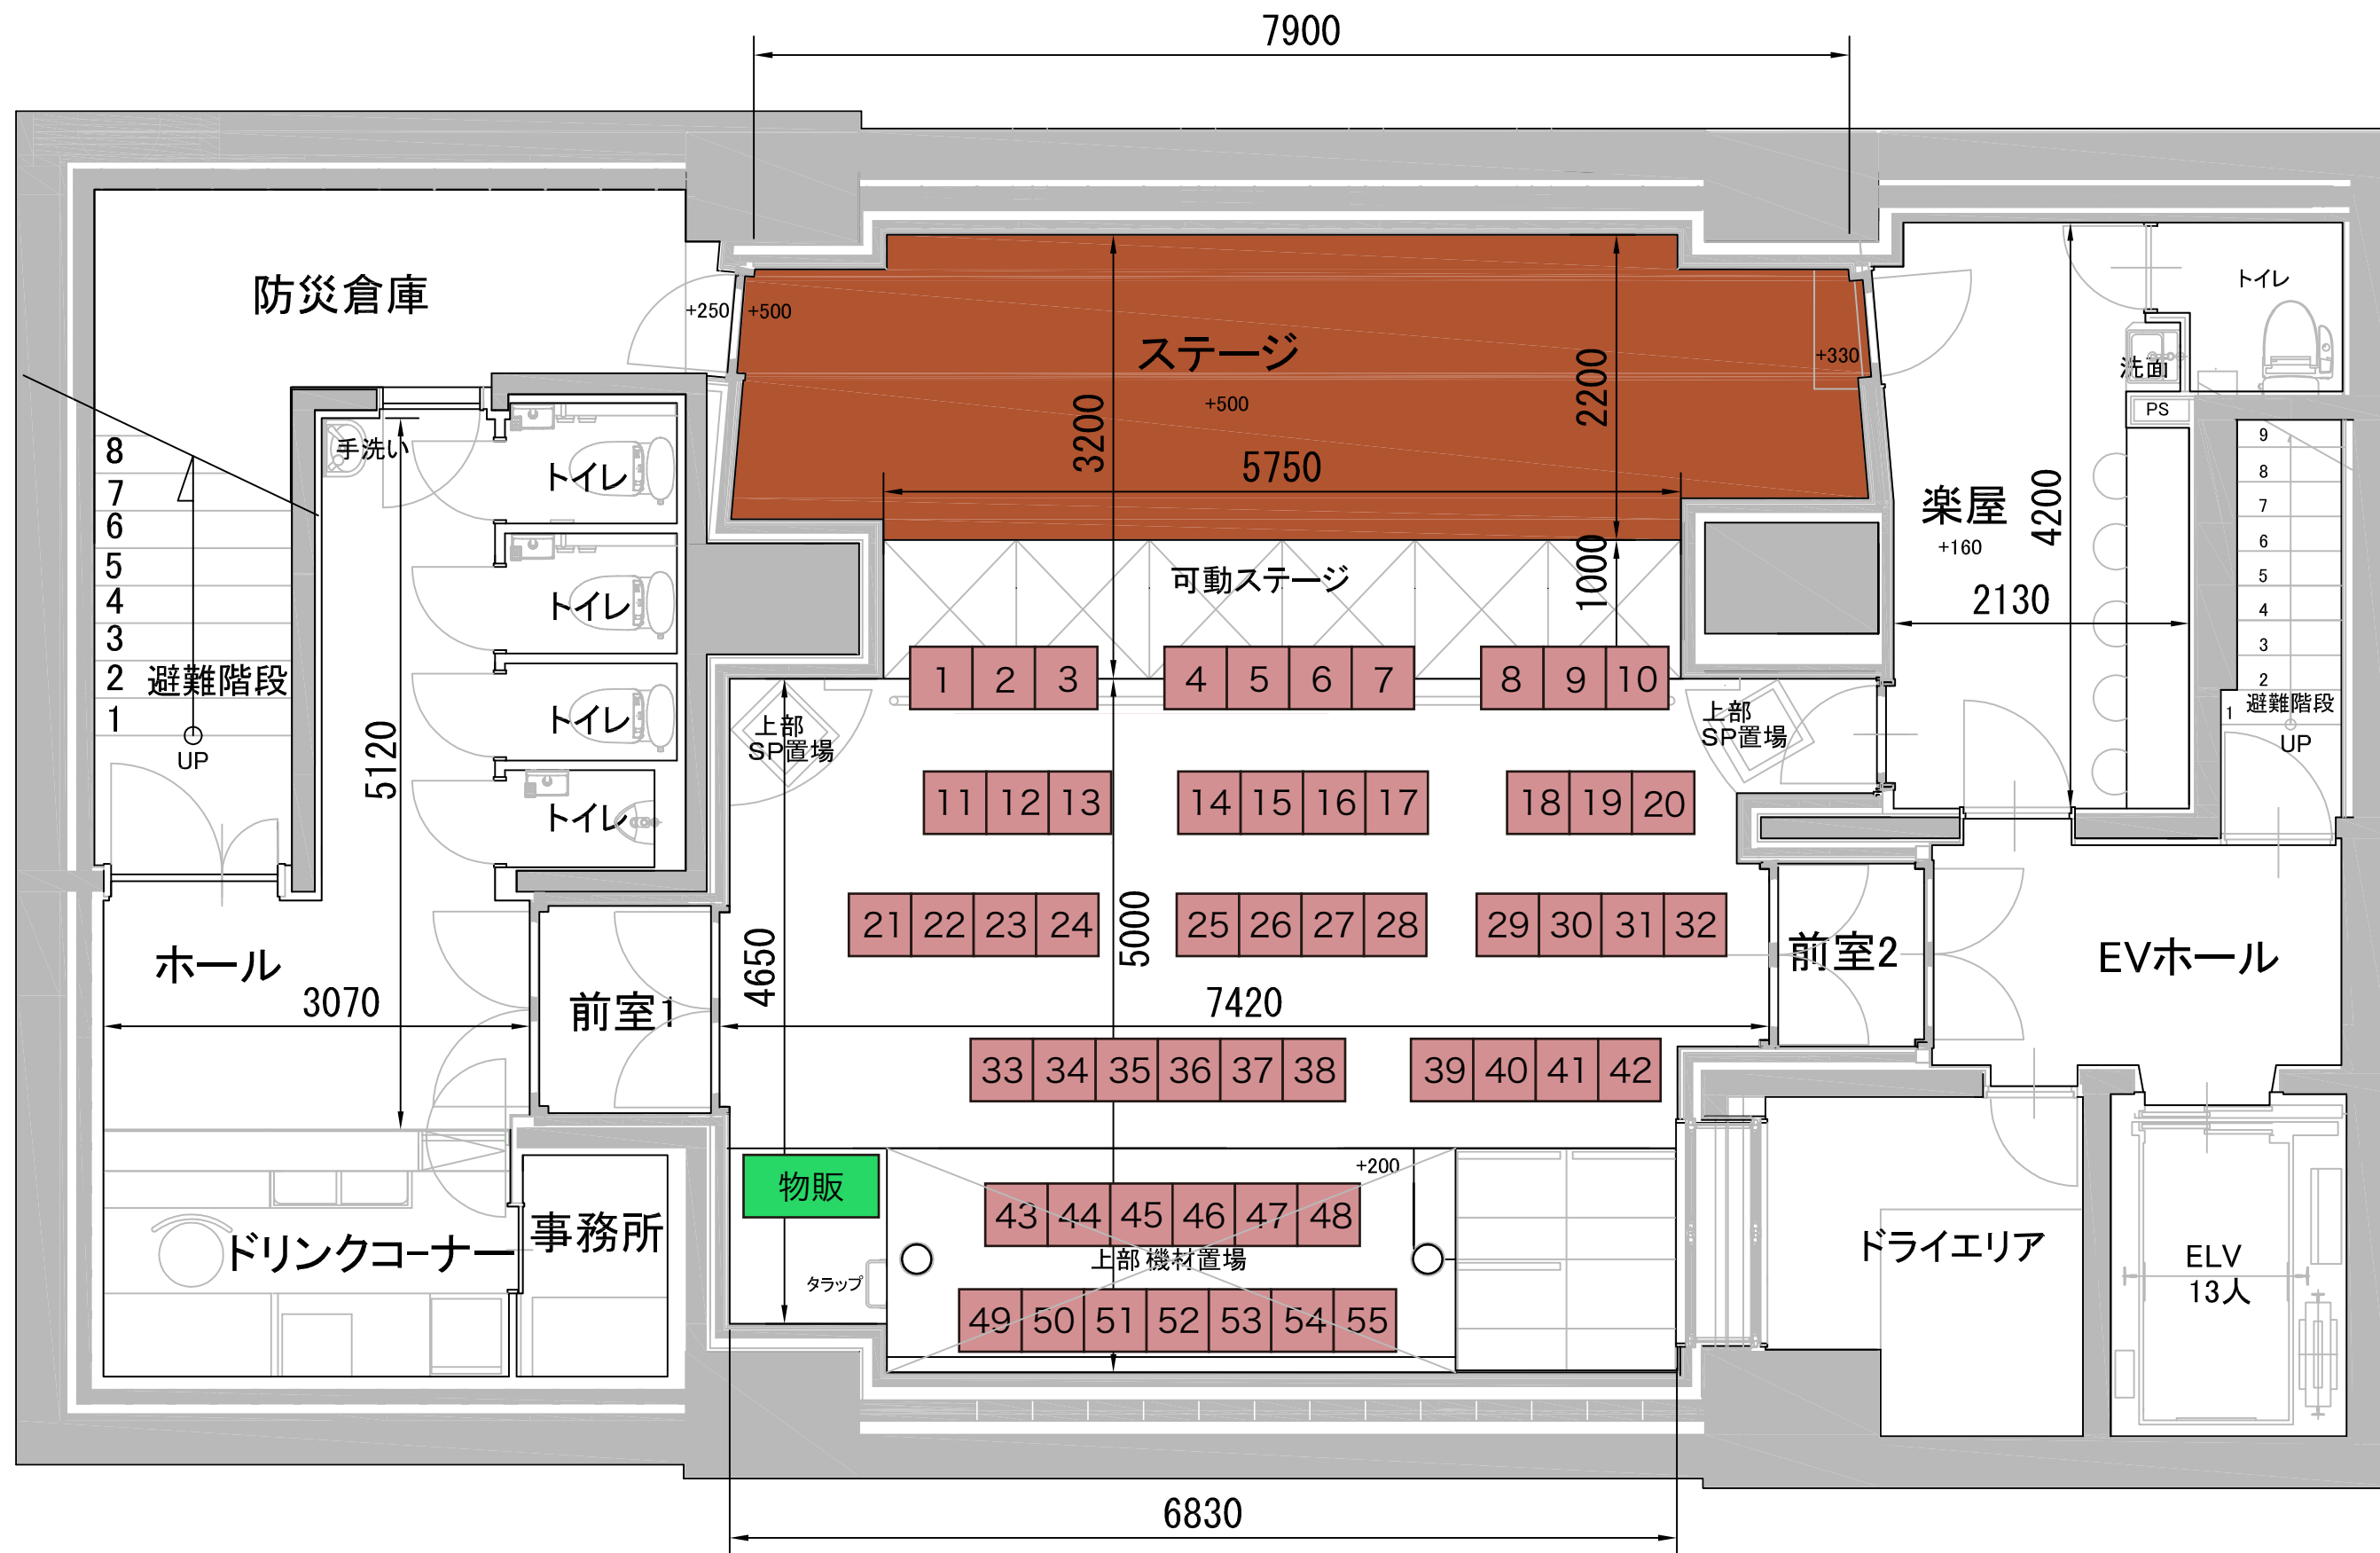 7900
防災倉庫
+250
+500
ステージ
+330
+500
3200
2200
5750
トイレ
洗面
PS
手洗い
トイレ
トイレ
トイレ
トイレ
8
7
6
5
4
3
2
1
避難階段
UP
5120
可動ステージ
1000
楽屋
+160
4200
2130
9
8
7
6
5
4
3
2
1
避難階段
UP
1 2 3 4 5 6 7 8 9 10
上部
SP置場
上部
SP置場
11 12 13 14 15 16 17 18 19 20
21 22 23 24 25 26 27 28 29 30 31 32
ホール
3070
前室1
4650
5000
7420
前室2
EVホール
33 34 35 36 37 38 39 40 41 42
物販
+200
43 44 45 46 47 48
上部 機材置場
タラップ
49 50 51 52 53 54 55
ドリンクコーナー
事務所
ドライエリア
ELV
13人
6830